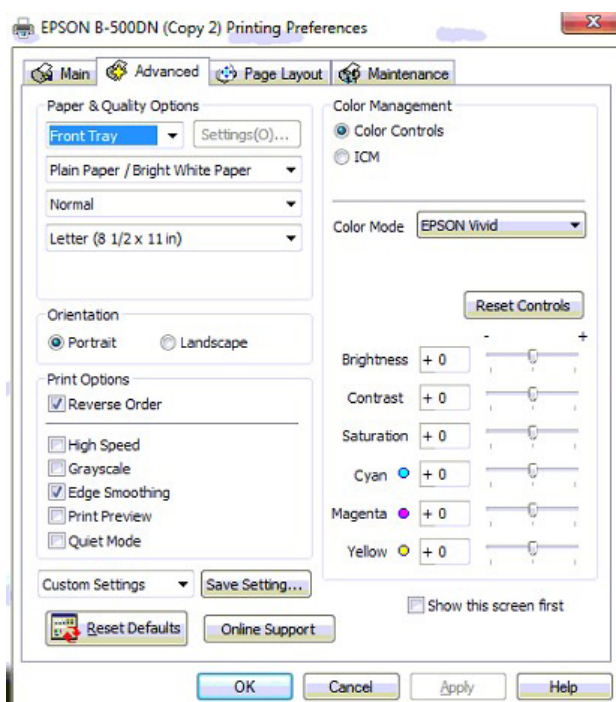 EPSON B-500DN (Copy 2) Printing Preferences
Main Advanced Page Layout Maintenance
Paper & Quality Options
Front Tray Settings(O)...
Plain Paper / Bright White Paper
Normal
Letter (8 1/2 x 11 in)
Orientation
Portrait Landscape
Print Options
Reverse Order
High Speed
Grayscale
Edge Smoothing
Print Preview
Quiet Mode
Custom Settings Save Setting...
Reset Defaults Online Support
Color Management
Color Controls
ICM
Color Mode EPSON Vivid
Reset Controls
- +
Brightness + 0
Contrast + 0
Saturation + 0
Cyan + 0
Magenta + 0
Yellow + 0
Show this screen first
OK Cancel Apply Help